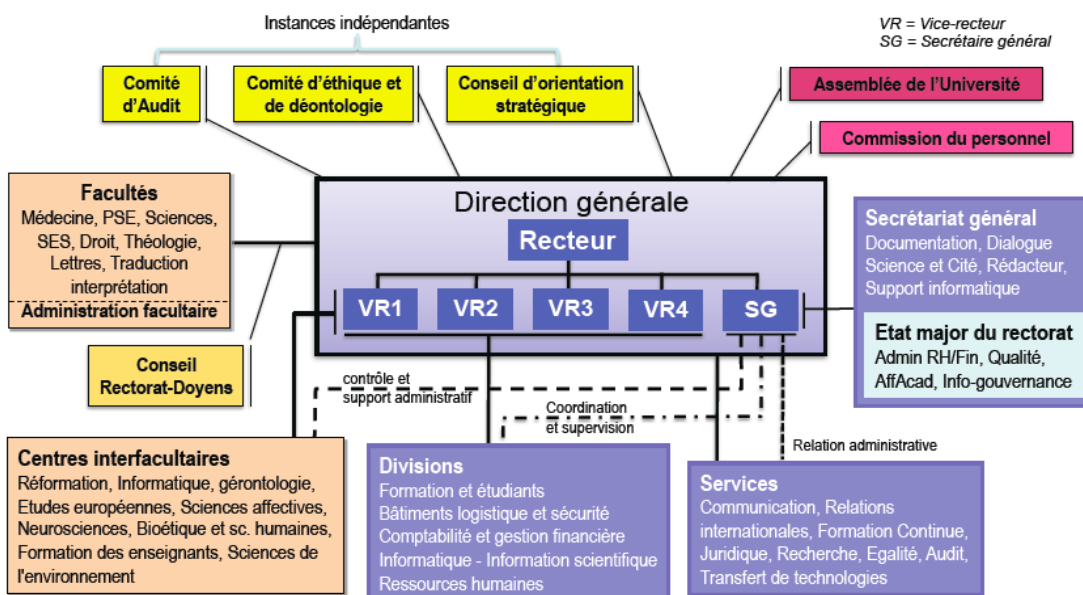 Instances indépendantes
VR = Vice-recteur
SG = Secrétaire général
Comité
d'Audit
Comité d'éthique et
de déontologie
Conseil d'orientation
stratégique
Assemblée de l'Université
Commission du personnel
Facultés
Médecine, PSE, Sciences,
SES, Droit, Théologie,
Lettres, Traduction
interprétation
Administration facultaire
Conseil
Rectorat-Doyens
Direction générale
Recteur
VR1
VR2
VR3
VR4
SG
Secrétariat général
Documentation, Dialogue
Science et Cité, Rédacteur,
Support informatique
Etat major du rectorat
Admin RH/Fin, Qualité,
AffAcad, Info-gouvernance
contrôle et
support administratif
Coordination
et supervision
Relation administrative
Centres interfacultaires
Réformation, Informatique, gérontologie,
Etudes européennes, Sciences affectives,
Neurosciences, Bioétique et sc. humaines,
Formation des enseignants, Sciences de
l'environnement
Divisions
Formation et étudiants
Bâtiments logistique et sécurité
Comptabilité et gestion financière
Informatique - Information scientifique
Ressources humaines
Services
Communication, Relations
internationales, Formation Continue,
Juridique, Recherche, Egalité, Audit,
Transfert de technologies